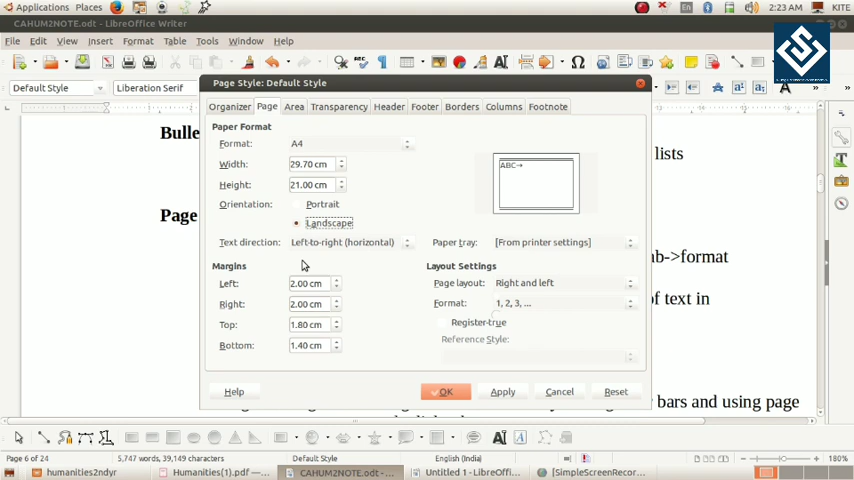 Applications Places 2:23 AM KITE
CAHUM2NOTE.odt - LibreOffice Writer
File Edit View Insert Format Table Tools Window Help
Default Style Liberation Serif
Page Style: Default Style
Organizer Page Area Transparency Header Footer Borders Columns Footnote
Paper Format
Format: A4
Width: 29.70 cm
Height: 21.00 cm
ABC→
Orientation: Portrait
Landscape
Text direction: Left-to-right (horizontal) Paper tray: [From printer settings]
Margins Layout Settings
Left: 2.00 cm Page layout: Right and left
Right: 2.00 cm Format: 1, 2, 3, ...
Top: 1.80 cm Register-true
Reference Style:
Bottom: 1.40 cm
Help OK Apply Cancel Reset
Bulle
lists
Page
ab->format
of text in
bars and using page
Page 6 of 24 5,747 words, 39,149 characters Default Style English (India) 180%
humanities2ndyr Humanities(1).pdf —... CAHUM2NOTE.odt -... Untitled 1 - LibreOffi... [SimpleScreenRecor...